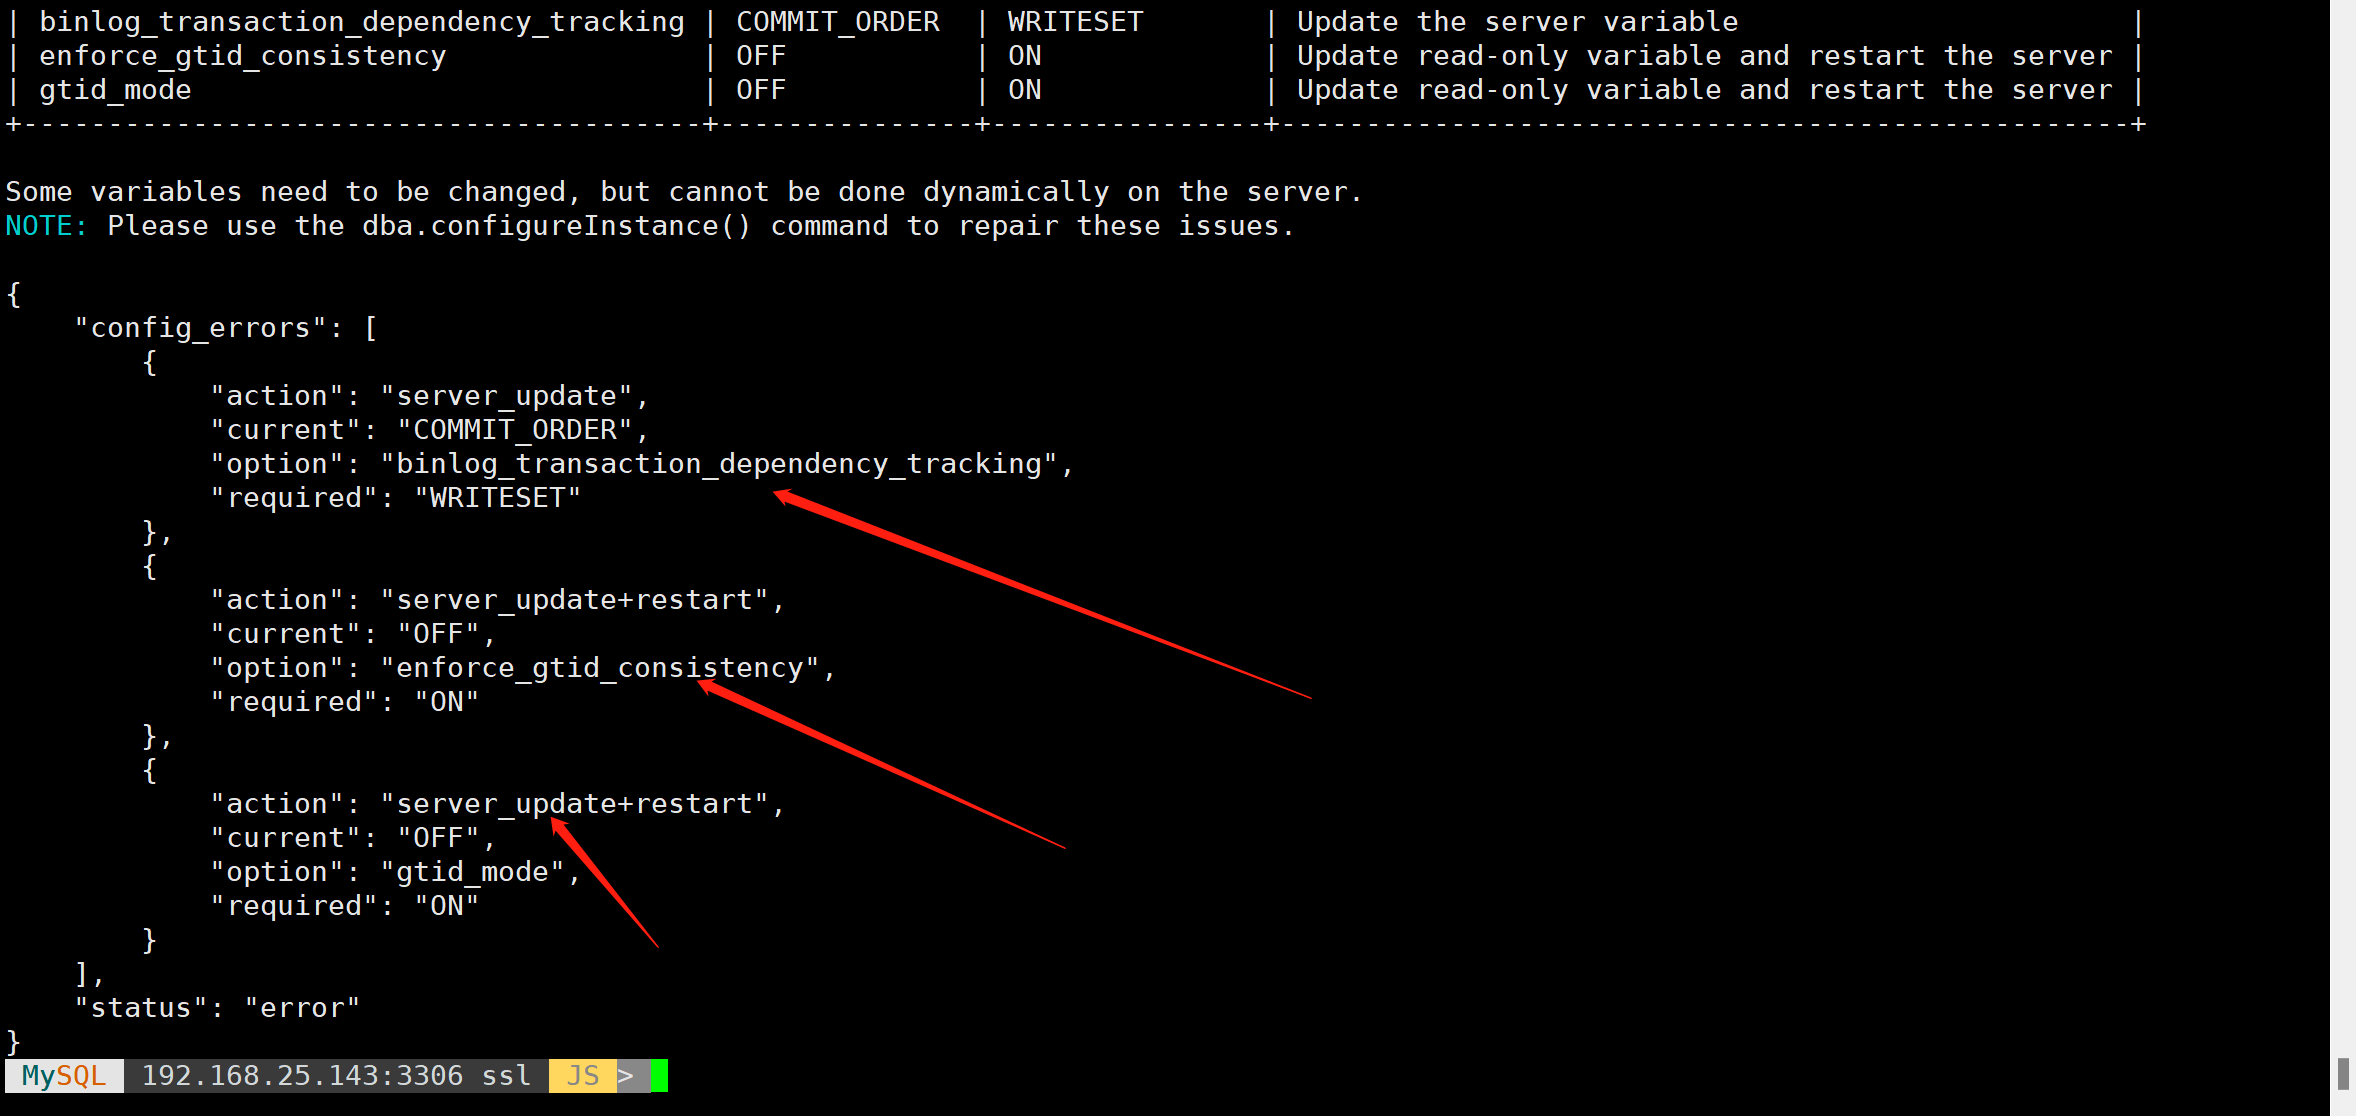 | binlog_transaction_dependency_tracking | COMMIT_ORDER  | WRITESET       | Update the server variable                       |
| enforce_gtid_consistency               | OFF           | ON             | Update read-only variable and restart the server |
| gtid_mode                              | OFF           | ON             | Update read-only variable and restart the server |
+----------------------------------------+---------------+----------------+--------------------------------------------------+

Some variables need to be changed, but cannot be done dynamically on the server.
NOTE: Please use the dba.configureInstance() command to repair these issues.

{
    "config_errors": [
        {
            "action": "server_update",
            "current": "COMMIT_ORDER",
            "option": "binlog_transaction_dependency_tracking",
            "required": "WRITESET"
        },
        {
            "action": "server_update+restart",
            "current": "OFF",
            "option": "enforce_gtid_consistency",
            "required": "ON"
        },
        {
            "action": "server_update+restart",
            "current": "OFF",
            "option": "gtid_mode",
            "required": "ON"
        }
    ],
    "status": "error"
}
 MySQL  192.168.25.143:3306 ssl  JS >